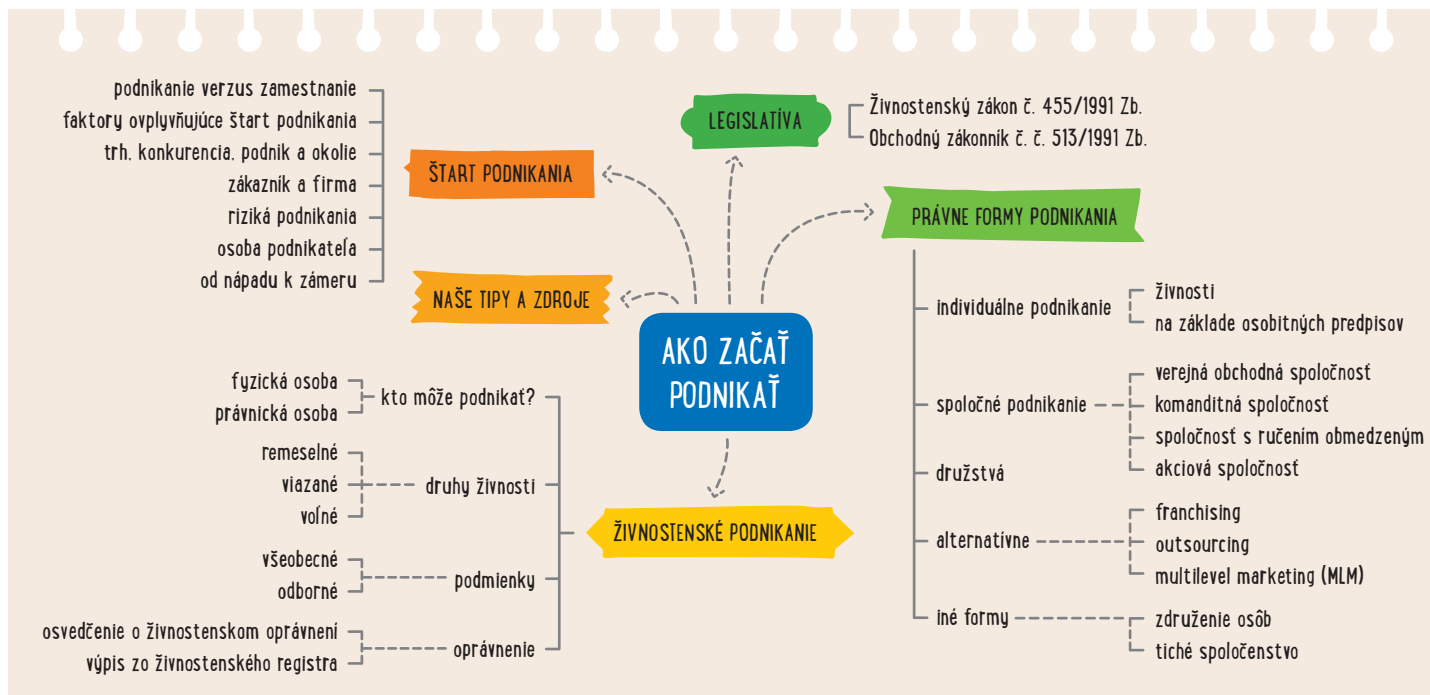 podnikanie verzus zamestnanie
faktory ovplyvňujúce štart podnikania
trh, konkurencia, podnik a okolie
zákazník a firma
riziká podnikania
osoba podnikateľa
od nápadu k zámeru
ŠTART PODNIKANIA
NAŠE TIPY A ZDROJE
LEGISLATÍVA
Živnostenský zákon č. 455/1991 Zb.
Obchodný zákonník č. č. 513/1991 Zb.
PRÁVNE FORMY PODNIKANIA
individuálne podnikanie
živnosti
na základe osobitných predpisov
spoločné podnikanie
verejná obchodná spoločnosť
komanditná spoločnosť
spoločnosť s ručením obmedzeným
akciová spoločnosť
družstvá
alternatívne
franchising
outsourcing
multilevel marketing (MLM)
iné formy
združenie osôb
tiché spoločenstvo
AKO ZAČAŤ
PODNIKAŤ
ŽIVNOSTENSKÉ PODNIKANIE
kto môže podnikať?
fyzická osoba
právnická osoba
druhy živnosti
remeselné
viazané
voľné
podmienky
všeobecné
odborné
oprávnenie
osvedčenie o živnostenskom oprávnení
výpis zo živnostenského registra